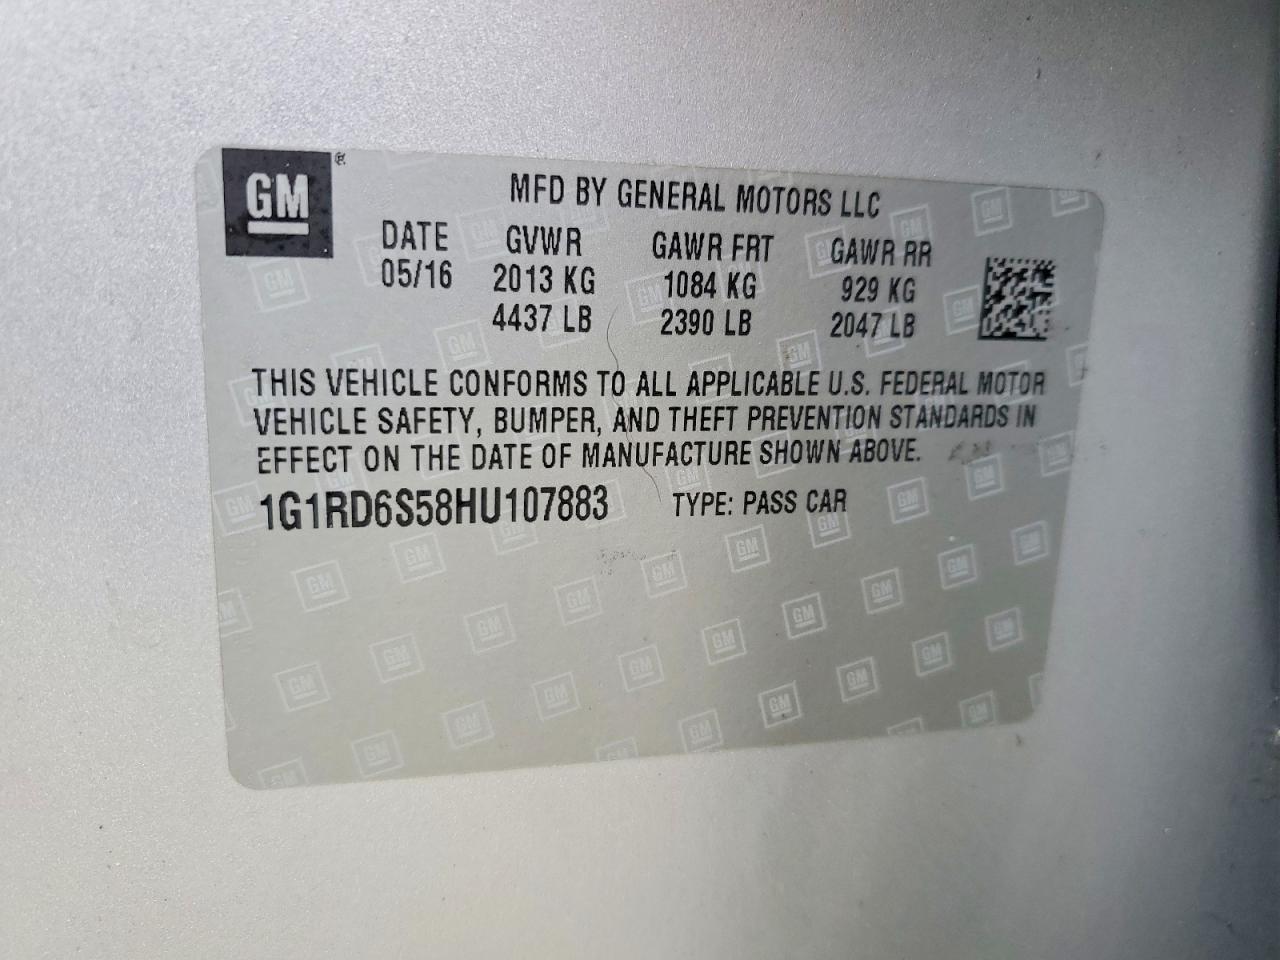 GM ®
MFD BY GENERAL MOTORS LLC
DATE GVWR GAWR FRT GAWR RR
05/16 2013 KG 1084 KG 929 KG
4437 LB 2390 LB 2047 LB
THIS VEHICLE CONFORMS TO ALL APPLICABLE U.S. FEDERAL MOTOR
VEHICLE SAFETY, BUMPER, AND THEFT PREVENTION STANDARDS IN
EFFECT ON THE DATE OF MANUFACTURE SHOWN ABOVE.
1G1RD6S58HU107883 TYPE: PASS CAR